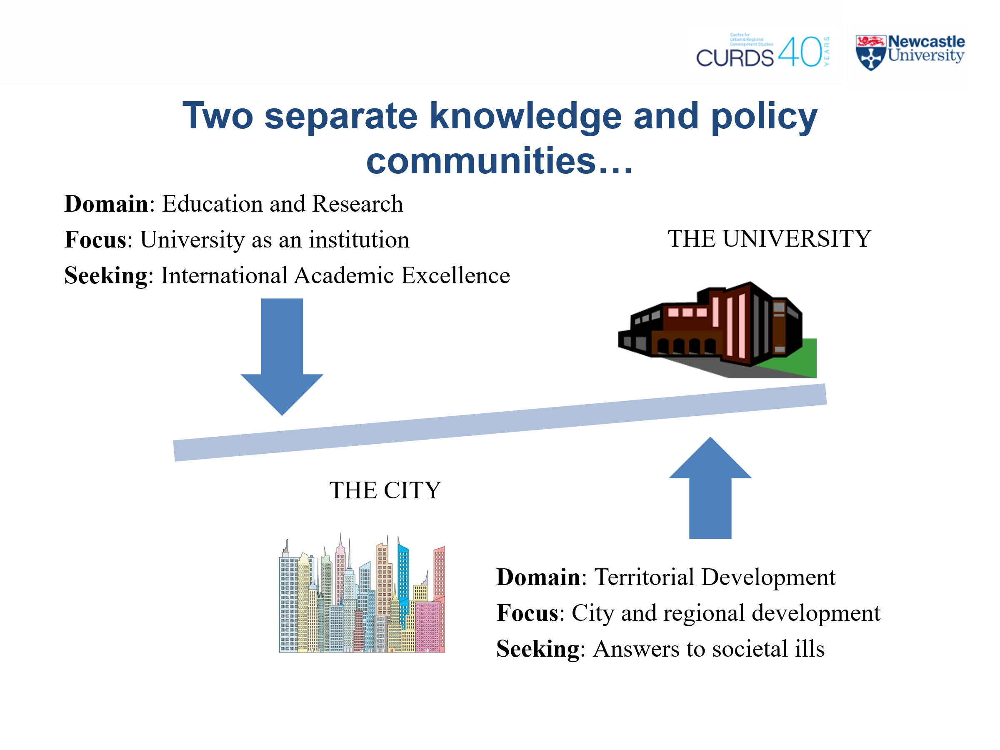 Centre for
Urban & Regional
Development Studies
CURDS 40 YEARS
Newcastle
University
Two separate knowledge and policy
communities…
Domain: Education and Research
Focus: University as an institution
Seeking: International Academic Excellence
THE UNIVERSITY
THE CITY
Domain: Territorial Development
Focus: City and regional development
Seeking: Answers to societal ills